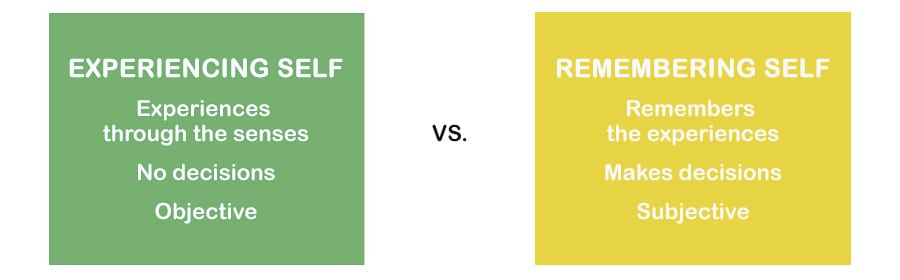 EXPERIENCING SELF
Experiences
through the senses
No decisions
Objective
vs.
REMEMBERING SELF
Remembers
the experiences
Makes decisions
Subjective